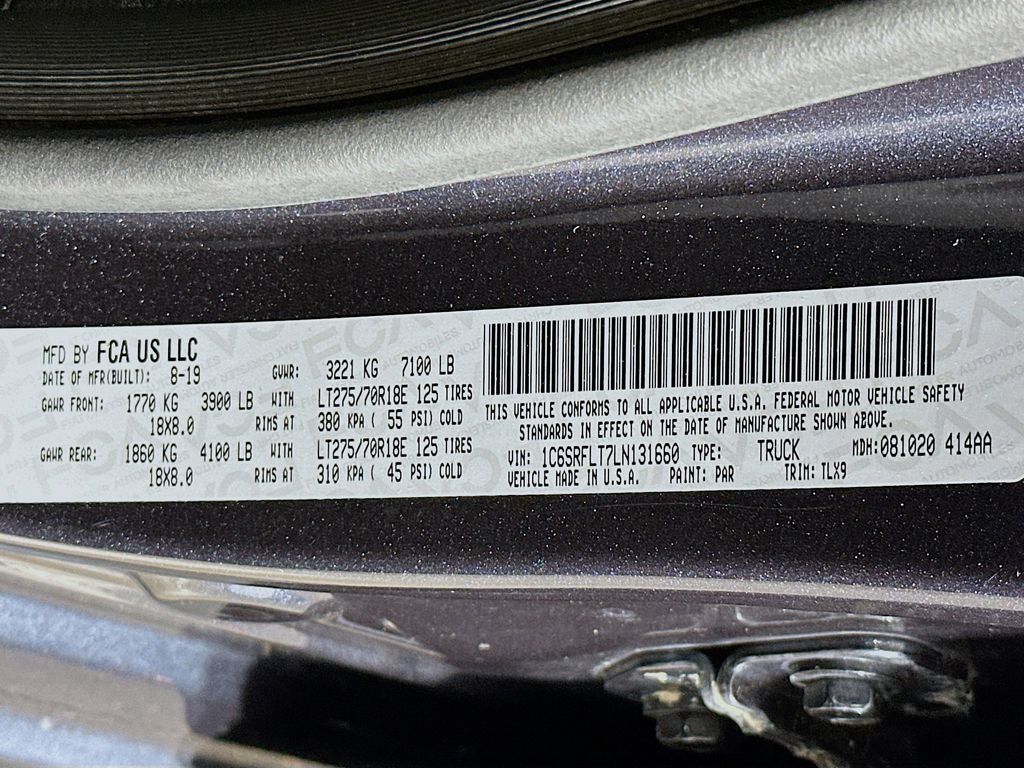 MFD BY FCA US LLC
DATE OF MFR(BUILT): 8-19 GVWR: 3221 KG 7100 LB
GAWR FRONT: 1770 KG 3900 LB WITH LT275/70R18E 125 TIRES
18X8.0 RIMS AT 380 KPA ( 55 PSI) COLD
GAWR REAR: 1860 KG 4100 LB WITH LT275/70R18E 125 TIRES
18X8.0 RIMS AT 310 KPA ( 45 PSI) COLD
THIS VEHICLE CONFORMS TO ALL APPLICABLE U.S.A. FEDERAL MOTOR VEHICLE SAFETY
STANDARDS IN EFFECT ON THE DATE OF MANUFACTURE SHOWN ABOVE.
VIN: 1C6SRFLT7LN131660 TYPE: TRUCK MDH: 081020 414AA
VEHICLE MADE IN U.S.A. PAINT: PAR TRIM: TLX9